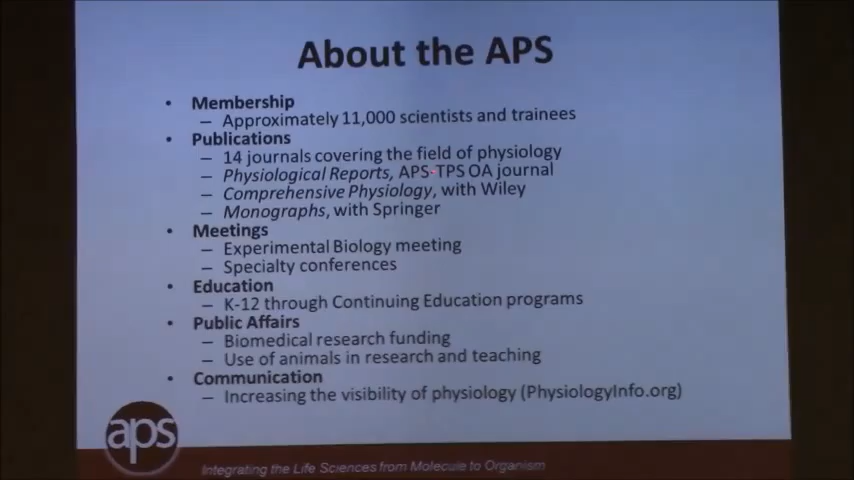 About the APS
• Membership
– Approximately 11,000 scientists and trainees
• Publications
– 14 journals covering the field of physiology
– Physiological Reports, APS-TPS OA journal
– Comprehensive Physiology, with Wiley
– Monographs, with Springer
• Meetings
– Experimental Biology meeting
– Specialty conferences
• Education
– K-12 through Continuing Education programs
• Public Affairs
– Biomedical research funding
– Use of animals in research and teaching
• Communication
– Increasing the visibility of physiology (PhysiologyInfo.org)
aps
Integrating the Life Sciences from Molecule to Organism